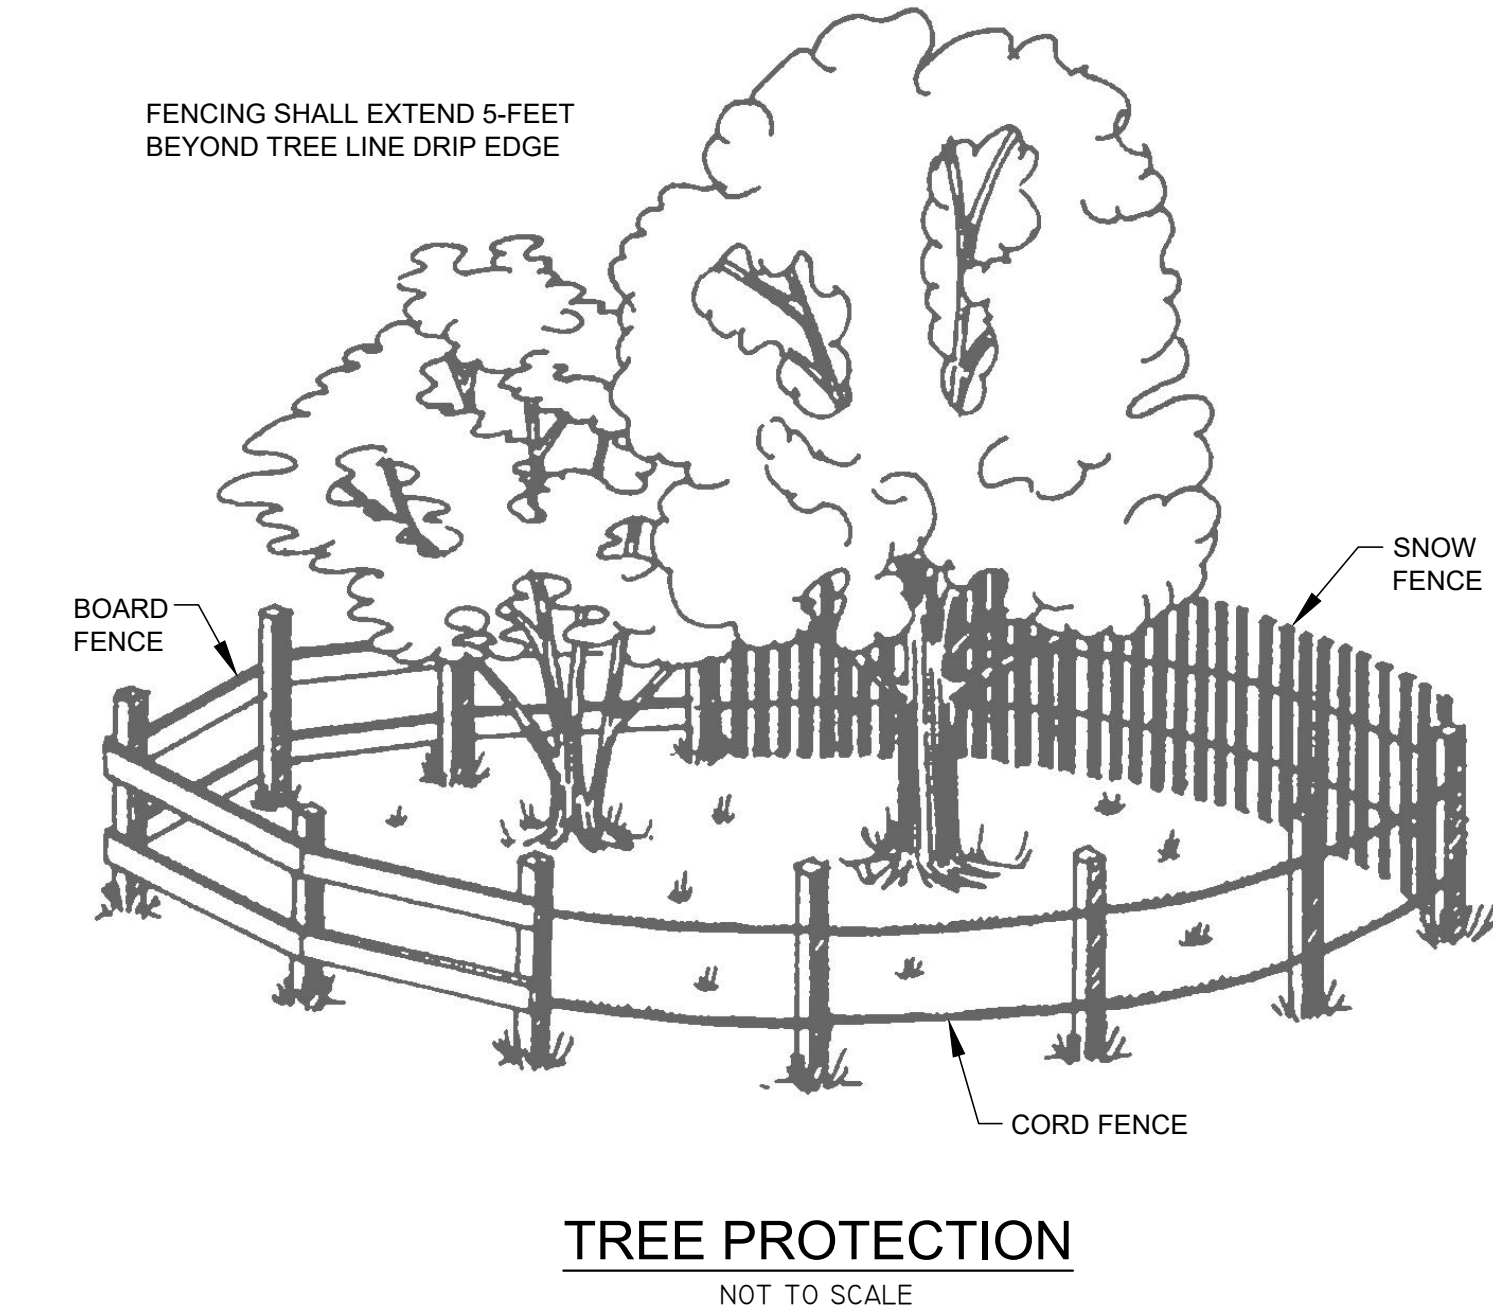 FENCING SHALL EXTEND 5-FEET
BEYOND TREE LINE DRIP EDGE
SNOW
FENCE
BOARD
FENCE
CORD FENCE
TREE PROTECTION
NOT TO SCALE